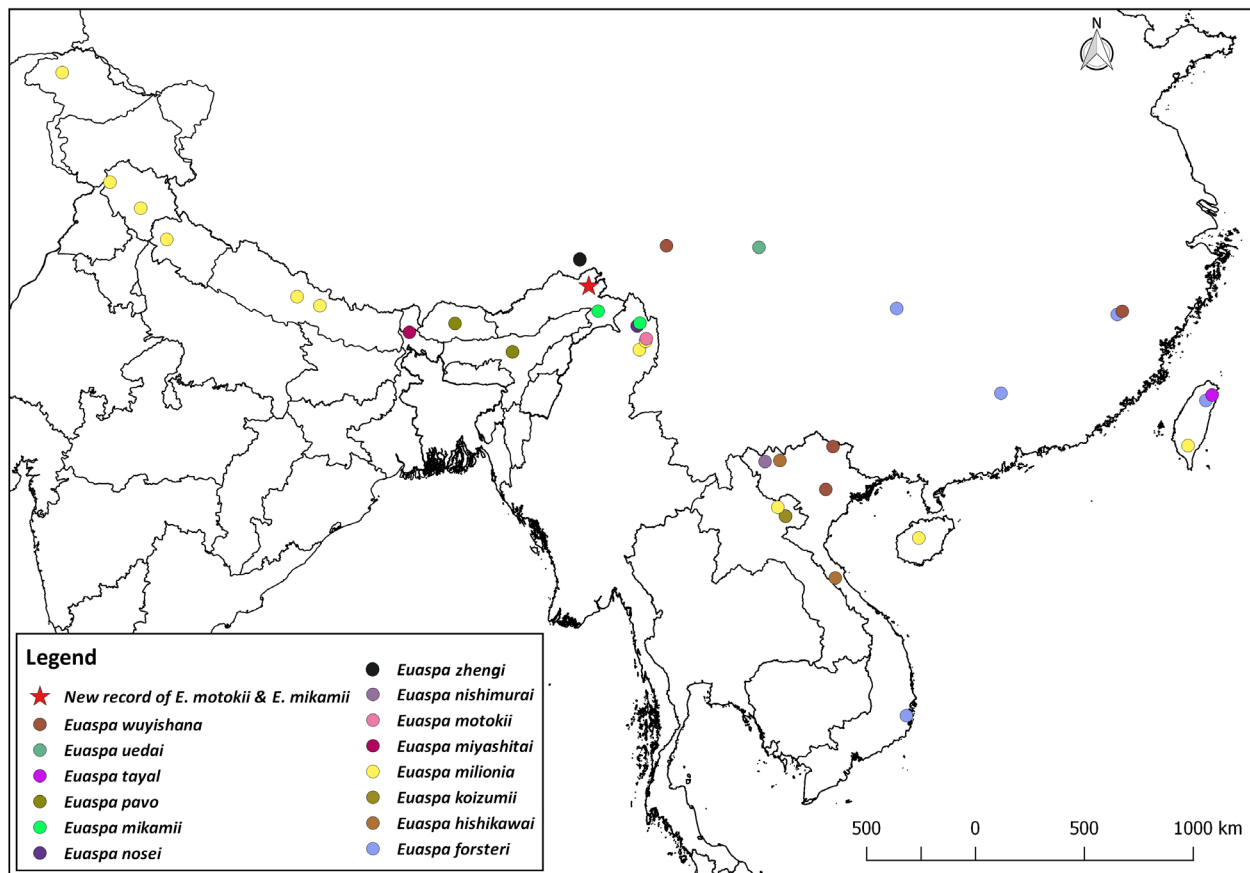 N
Legend
New record of E. motokii & E. mikamii
Euaspa wuyishana
Euaspa uedai
Euaspa tayal
Euaspa pavo
Euaspa mikamii
Euaspa nosei
Euaspa zhengi
Euaspa nishimurai
Euaspa motokii
Euaspa miyashitai
Euaspa milionia
Euaspa koizumii
Euaspa hishikawai
Euaspa forsteri
500 0 500 1000 km